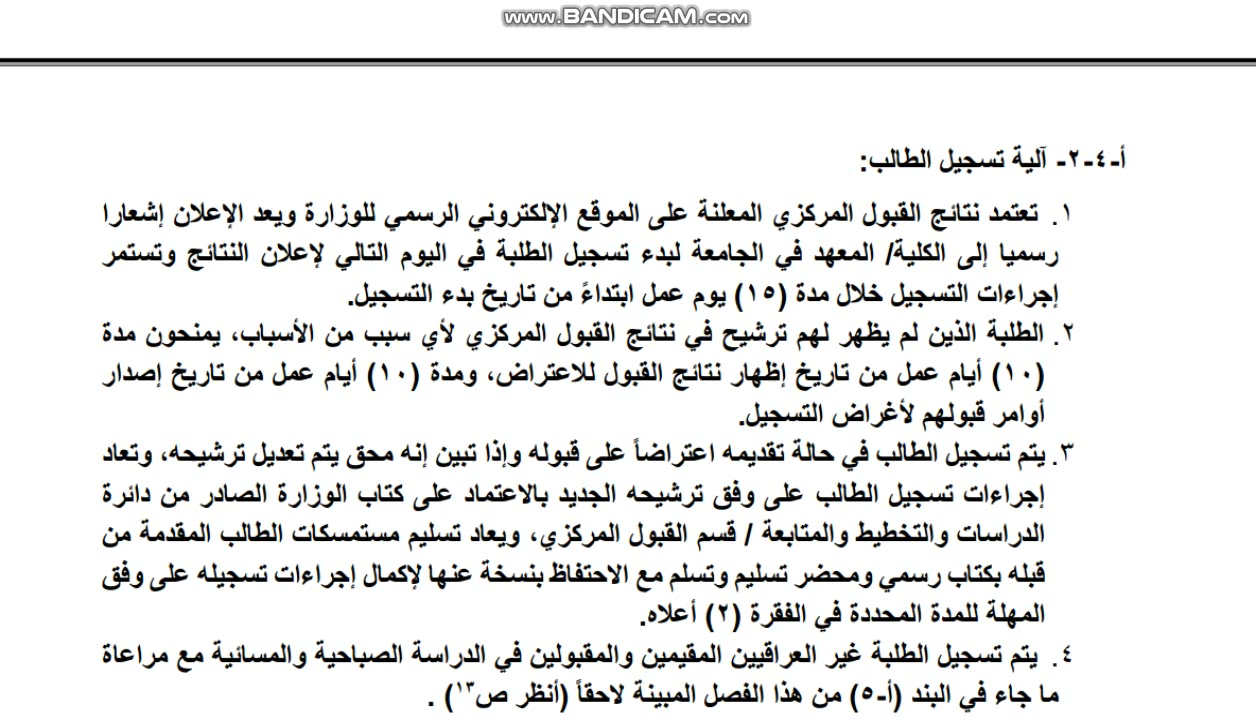 www.BANDICAM.com
أ-٤-٢- آلية تسجيل الطالب:
١. تعتمد نتائج القبول المركزي المعلنة على الموقع الإلكتروني الرسمي للوزارة ويعد الإعلان إشعارا
رسميا إلى الكلية/ المعهد في الجامعة لبدء تسجيل الطلبة في اليوم التالي لإعلان النتائج وتستمر
إجراءات التسجيل خلال مدة (١٥) يوم عمل ابتداءً من تاريخ بدء التسجيل.
٢. الطلبة الذين لم يظهر لهم ترشيح في نتائج القبول المركزي لأي سبب من الأسباب، يمنحون مدة
(١٠) أيام عمل من تاريخ إظهار نتائج القبول للاعتراض، ومدة (١٠) أيام عمل من تاريخ إصدار
أوامر قبولهم لأغراض التسجيل.
٣. يتم تسجيل الطالب في حالة تقديمه اعتراضاً على قبوله وإذا تبين إنه محق يتم تعديل ترشيحه، وتعاد
إجراءات تسجيل الطالب على وفق ترشيحه الجديد بالاعتماد على كتاب الوزارة الصادر من دائرة
الدراسات والتخطيط والمتابعة / قسم القبول المركزي، ويعاد تسليم مستمسكات الطالب المقدمة من
قبله بكتاب رسمي ومحضر تسليم وتسلم مع الاحتفاظ بنسخة عنها لإكمال إجراءات تسجيله على وفق
المهلة للمدة المحددة في الفقرة (٢) أعلاه.
٤. يتم تسجيل الطلبة غير العراقيين المقيمين والمقبولين في الدراسة الصباحية والمسائية مع مراعاة
ما جاء في البند (أ-٥) من هذا الفصل المبينة لاحقاً (أنظر ص١٣) .